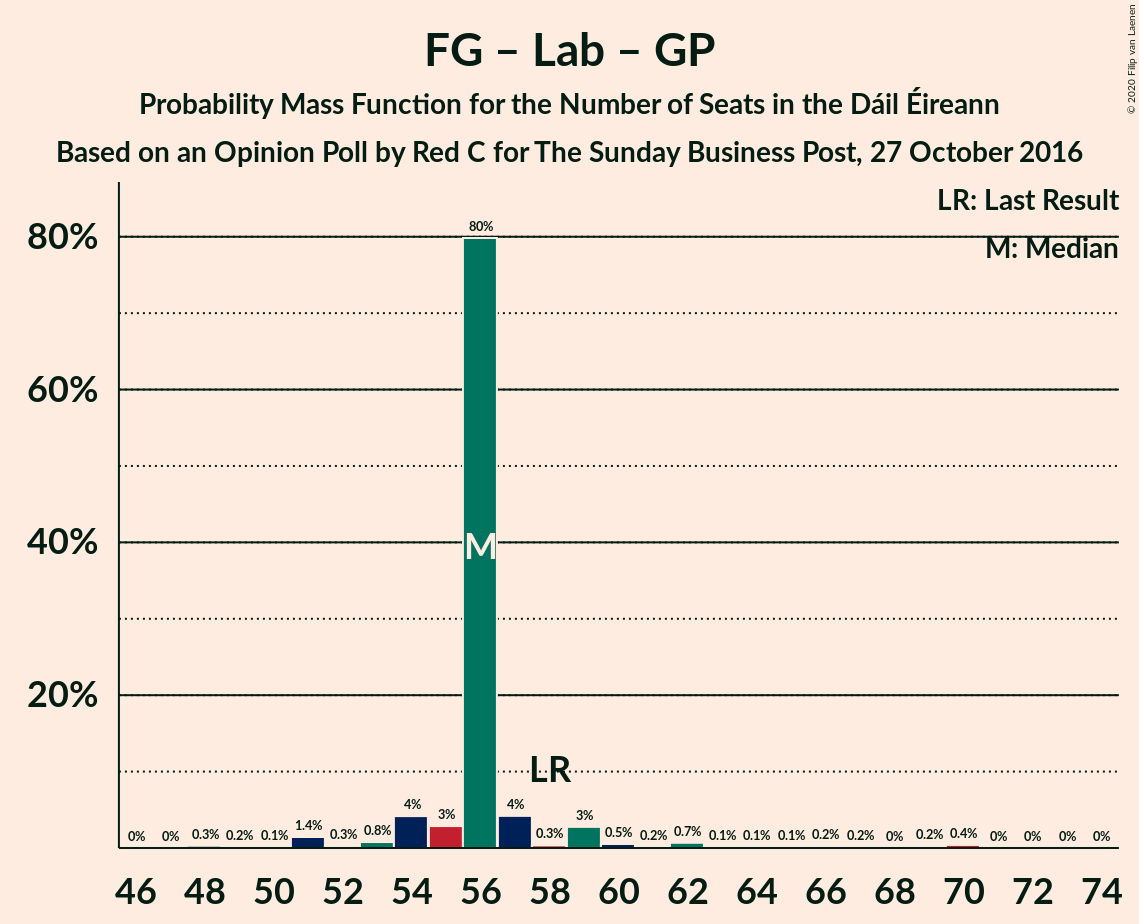 FG – Lab – GP
Probability Mass Function for the Number of Seats in the Dáil Éireann
Based on an Opinion Poll by Red C for The Sunday Business Post, 27 October 2016
© 2020 Filip van Laenen
LR: Last Result
M: Median
80%
60%
40%
20%
0% 0% 0.3% 0.2% 0.1% 1.4% 0.3% 0.8% 4% 3% 80% 4% 0.3% 3% 0.5% 0.2% 0.7% 0.1% 0.1% 0.1% 0.2% 0.2% 0% 0.2% 0.4% 0% 0% 0% 0%
M
LR
46 48 50 52 54 56 58 60 62 64 66 68 70 72 74